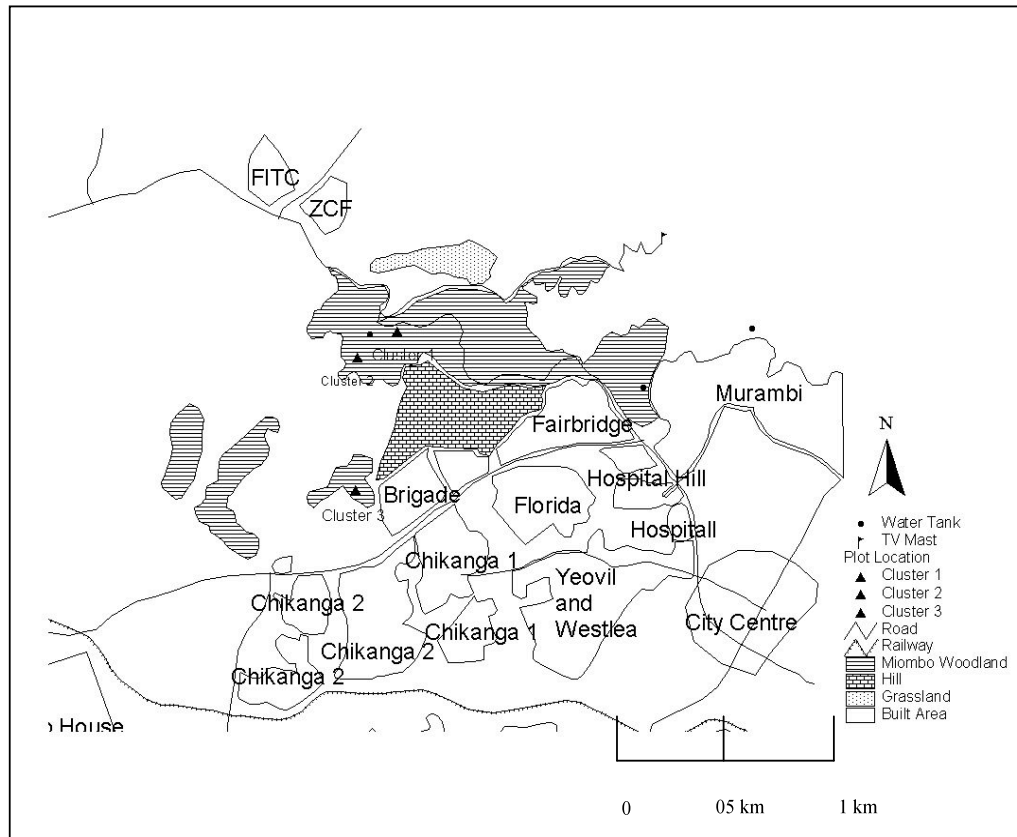 FITC
ZCF
Cluster 1
Cluster 2
Murambi
Fairbridge
N
Hospital Hill
Brigade
Florida
Cluster 3
Hospitall
Chikanga 1
Yeovil
and
Westlea
Chikanga 2
Chikanga 1
City Centre
Chikanga 2
Chikanga 2
o House
Water Tank
TV Mast
Plot Location
Cluster 1
Cluster 2
Cluster 3
Road
Railway
Miombo Woodland
Hill
Grassland
Built Area
0 05 km 1 km